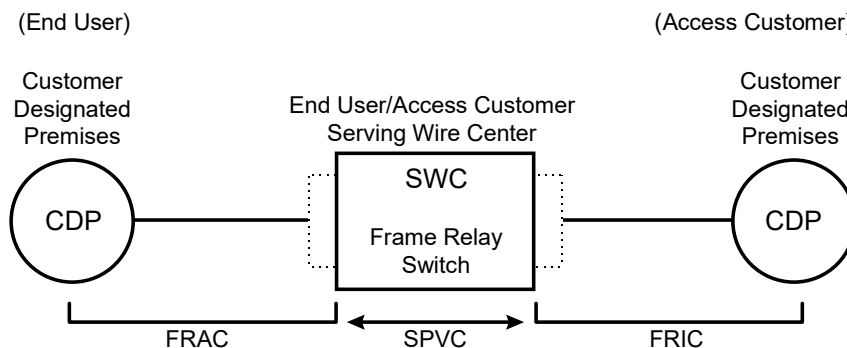 (End User)
(Access Customer)
Customer
Designated
Premises
End User/Access Customer
Serving Wire Center
Customer
Designated
Premises
CDP
SWC
Frame Relay
Switch
CDP
FRAC
SPVC
FRIC